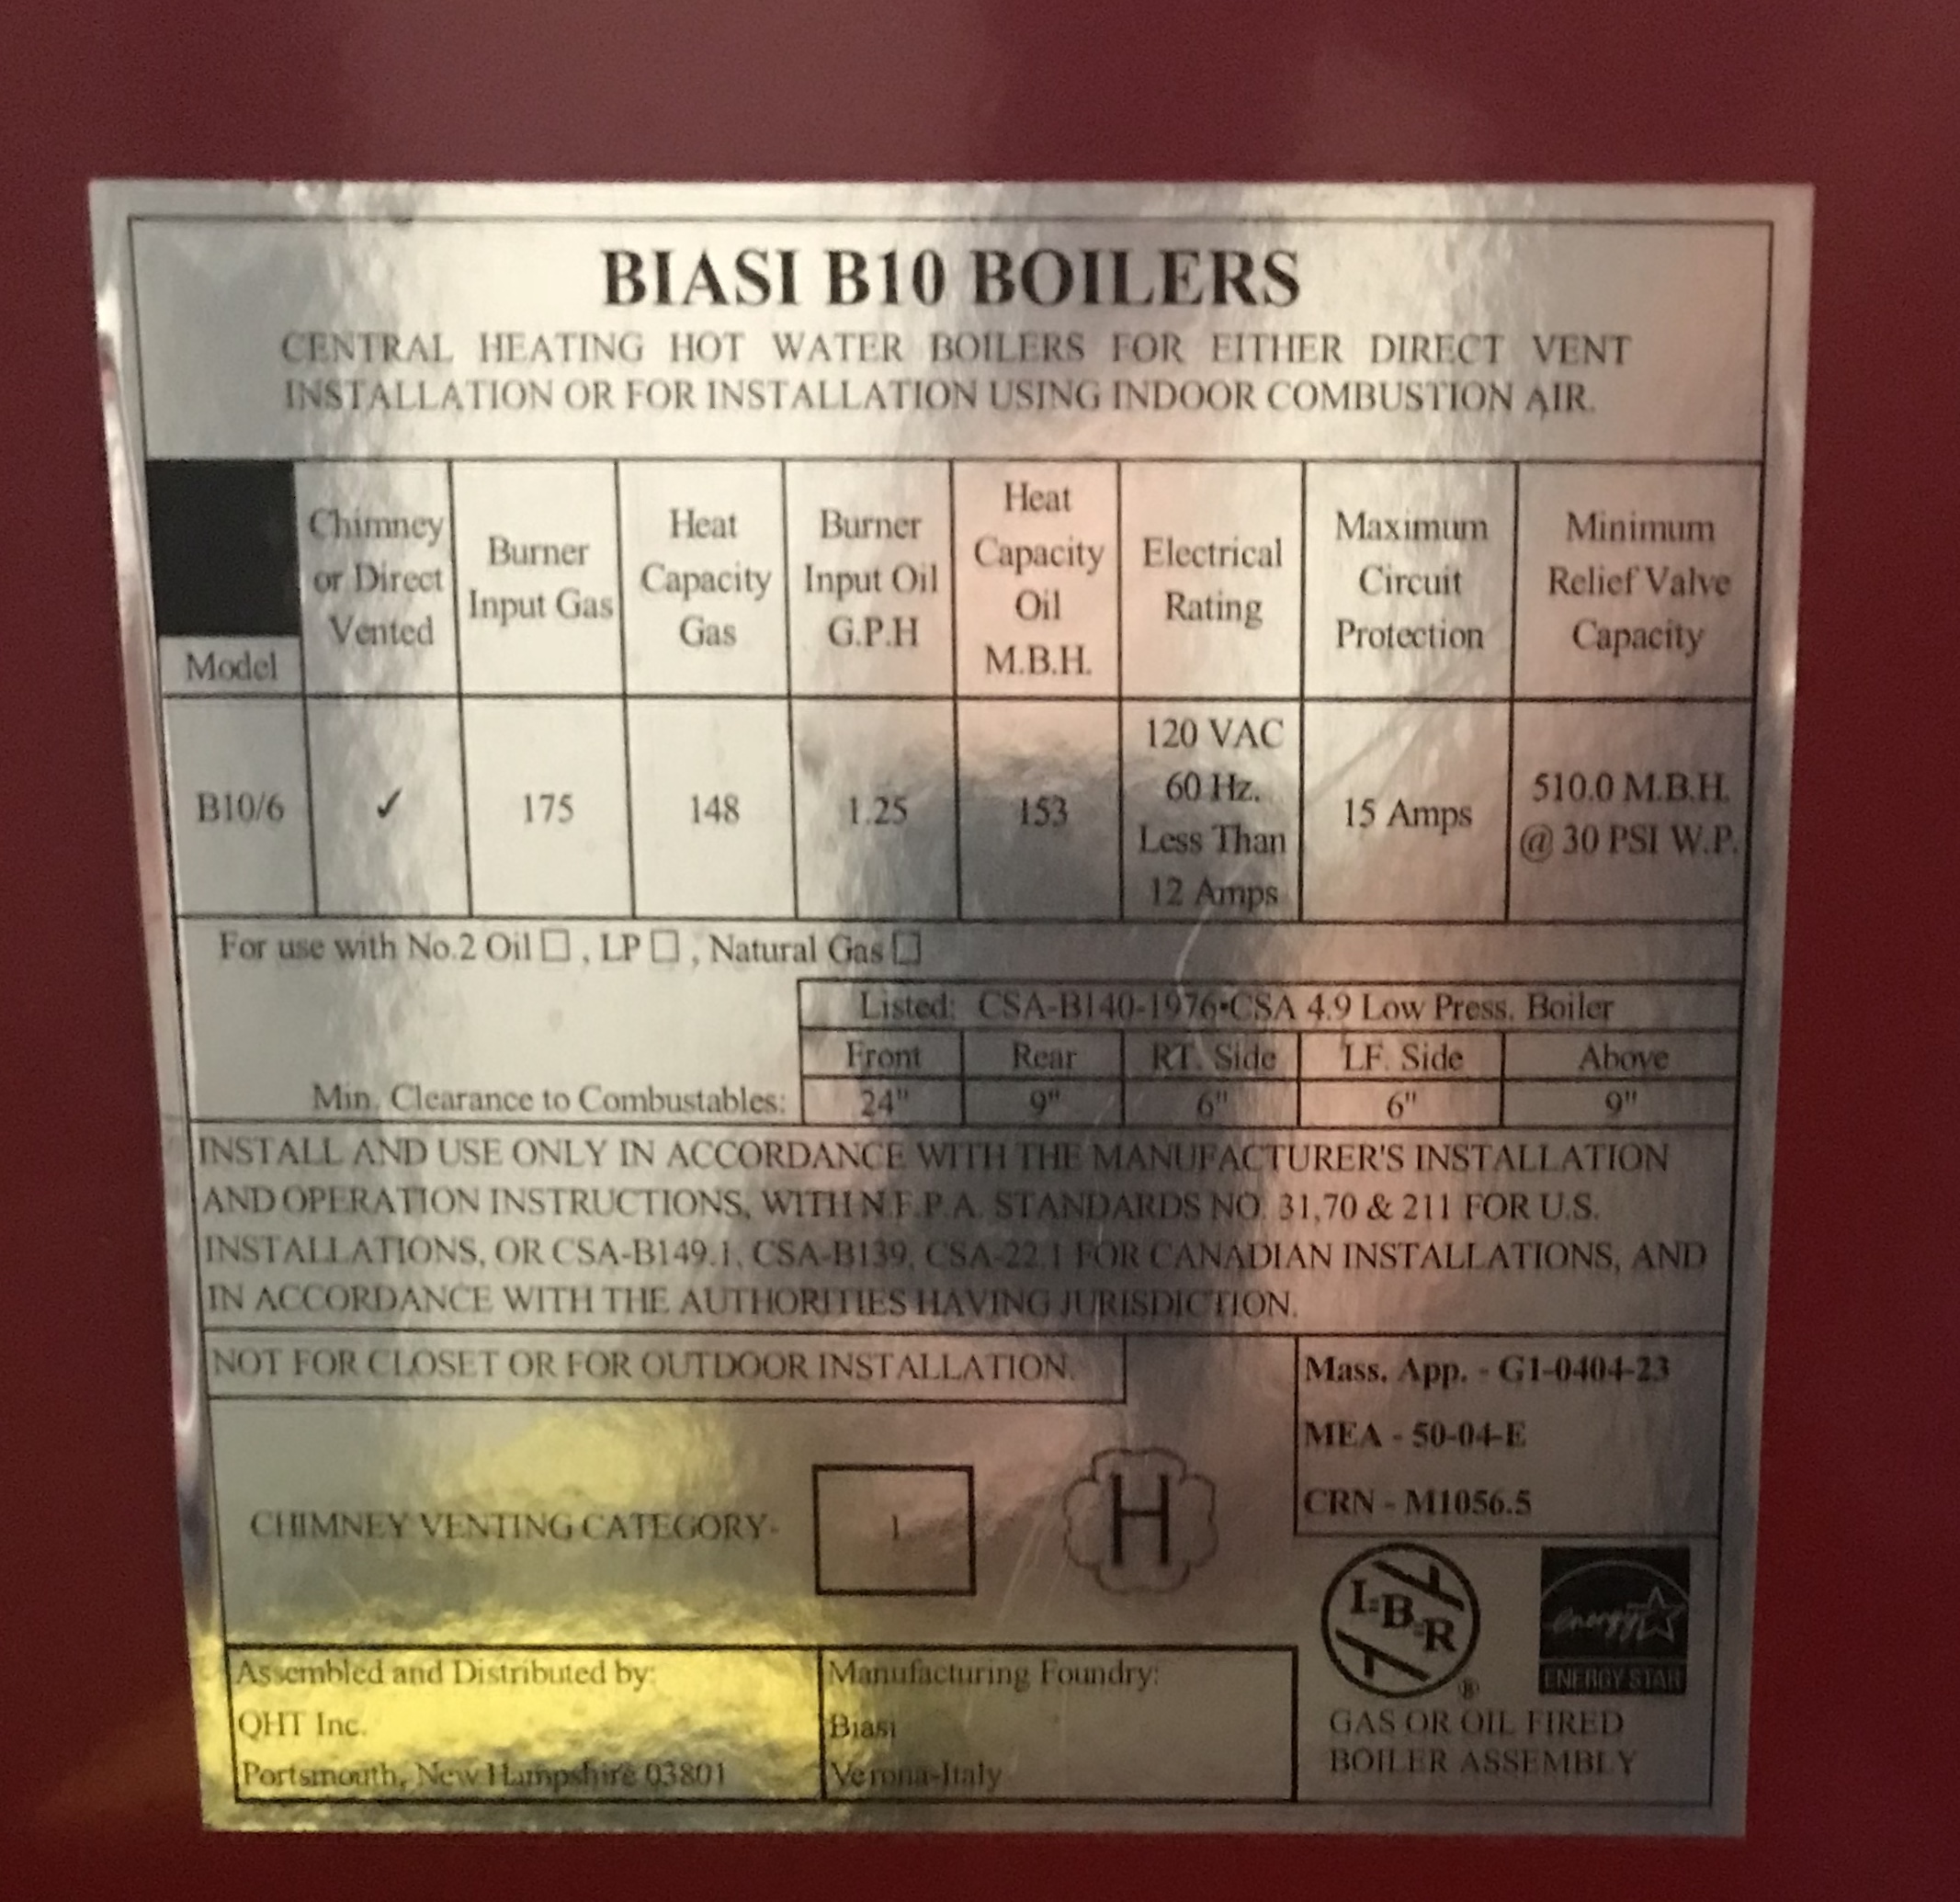 BIASI B10 BOILERS
CENTRAL HEATING HOT WATER BOILERS FOR EITHER DIRECT VENT
INSTALLATION OR FOR INSTALLATION USING INDOOR COMBUSTION AIR.
Model
Chimney
or Direct
Vented
Burner
Input Gas
Heat
Capacity
Gas
Burner
Input Oil
G.P.H
Heat
Capacity
Oil
M.B.H.
Electrical
Rating
Maximum
Circuit
Protection
Minimum
Relief Valve
Capacity
B10/6
✓
175
148
1.25
153
120 VAC
60 Hz.
Less Than
12 Amps
15 Amps
510.0 M.B.H.
@ 30 PSI W.P.
For use with No.2 Oil ☐ , LP ☐ , Natural Gas ☐
Listed: CSA-B140-1976•CSA 4.9 Low Press. Boiler
Front Rear RT. Side LF. Side Above
Min. Clearance to Combustables: 24" 9" 6" 6" 9"
INSTALL AND USE ONLY IN ACCORDANCE WITH THE MANUFACTURER'S INSTALLATION
AND OPERATION INSTRUCTIONS, WITH N.F.P.A. STANDARDS NO. 31,70 & 211 FOR U.S.
INSTALLATIONS, OR CSA-B149.1, CSA-B139, CSA-22.1 FOR CANADIAN INSTALLATIONS, AND
IN ACCORDANCE WITH THE AUTHORITIES HAVING JURISDICTION.
NOT FOR CLOSET OR FOR OUTDOOR INSTALLATION.
Mass. App. - G1-0404-23
MEA - 50-04-E
CRN - M1056.5
CHIMNEY VENTING CATEGORY- 1
H
I=B=R
®
energy
ENERGY STAR
GAS OR OIL FIRED
BOILER ASSEMBLY
Assembled and Distributed by:
QHT Inc.
Portsmouth, New Hampshire 03801
Manufacturing Foundry:
Biasi
Verona-Italy